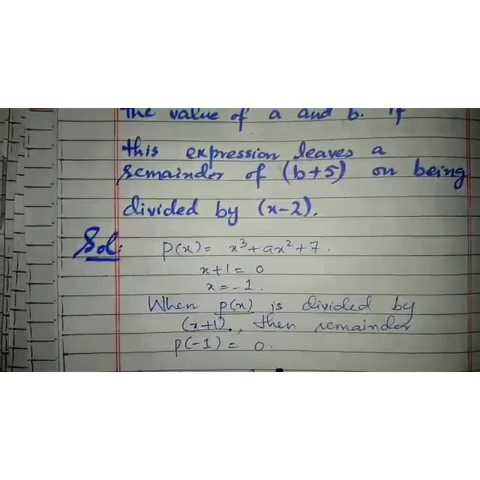 the value of a and b. If
this expression leaves a
remainder of (b+5) on being
divided by (x-2).
Sol:
p(x) = x³+ax²+7.
x+1=0
x=-1.
When p(x) is divided by
(x+1), then remainder
p(-1) = 0.